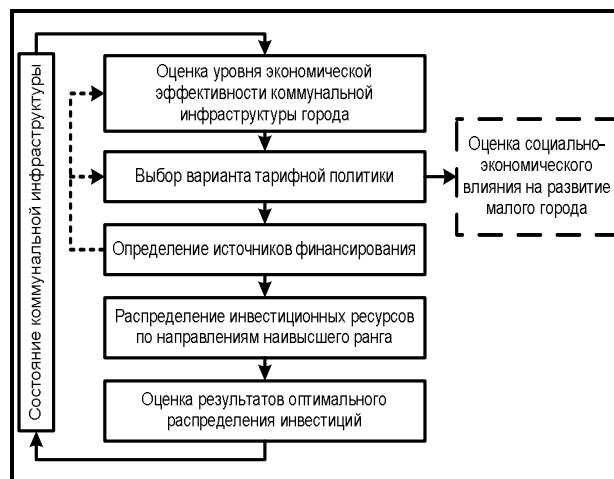 Состояние коммунальной инфраструктуры
Оценка уровня экономической
эффективности коммунальной
инфраструктуры города
Выбор варианта тарифной политики
Оценка социально–
экономического
влияния на развитие
малого города
Определение источников финансирования
Распределение инвестиционных ресурсов
по направлениям наивысшего ранга
Оценка результатов оптимального
распределения инвестиций